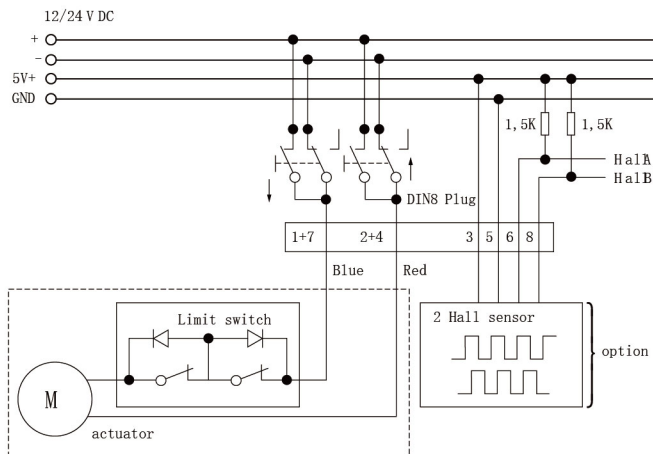 12/24 V DC
+
-
5V+
GND
1,5K 1,5K
HallA
HallB
DIN8 Plug
1+7 2+4 3 5 6 8
Blue Red
Limit switch
2 Hall sensor
option
M
actuator